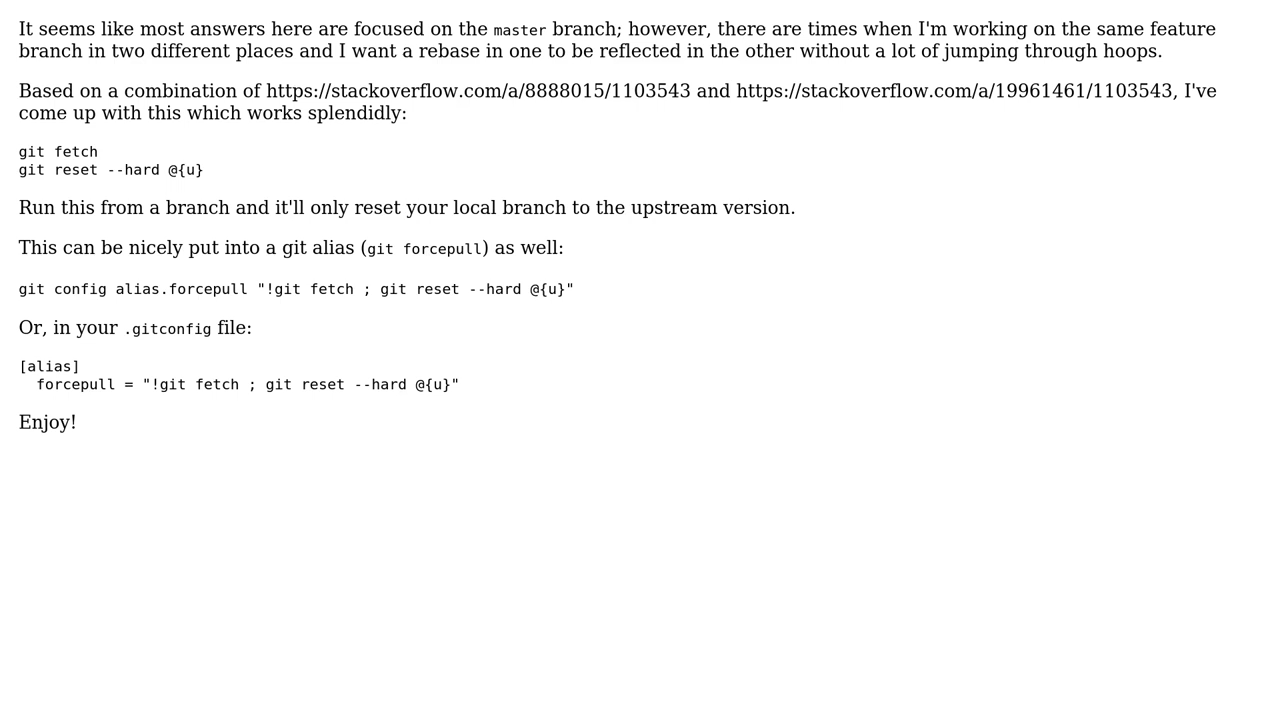 It seems like most answers here are focused on the master branch; however, there are times when I'm working on the same feature
branch in two different places and I want a rebase in one to be reflected in the other without a lot of jumping through hoops.
Based on a combination of https://stackoverflow.com/a/8888015/1103543 and https://stackoverflow.com/a/19961461/1103543, I've
come up with this which works splendidly:
git fetch
git reset --hard @{u}
Run this from a branch and it'll only reset your local branch to the upstream version.
This can be nicely put into a git alias (git forcepull) as well:
git config alias.forcepull "!git fetch ; git reset --hard @{u}"
Or, in your .gitconfig file:
[alias]
  forcepull = "!git fetch ; git reset --hard @{u}"
Enjoy!